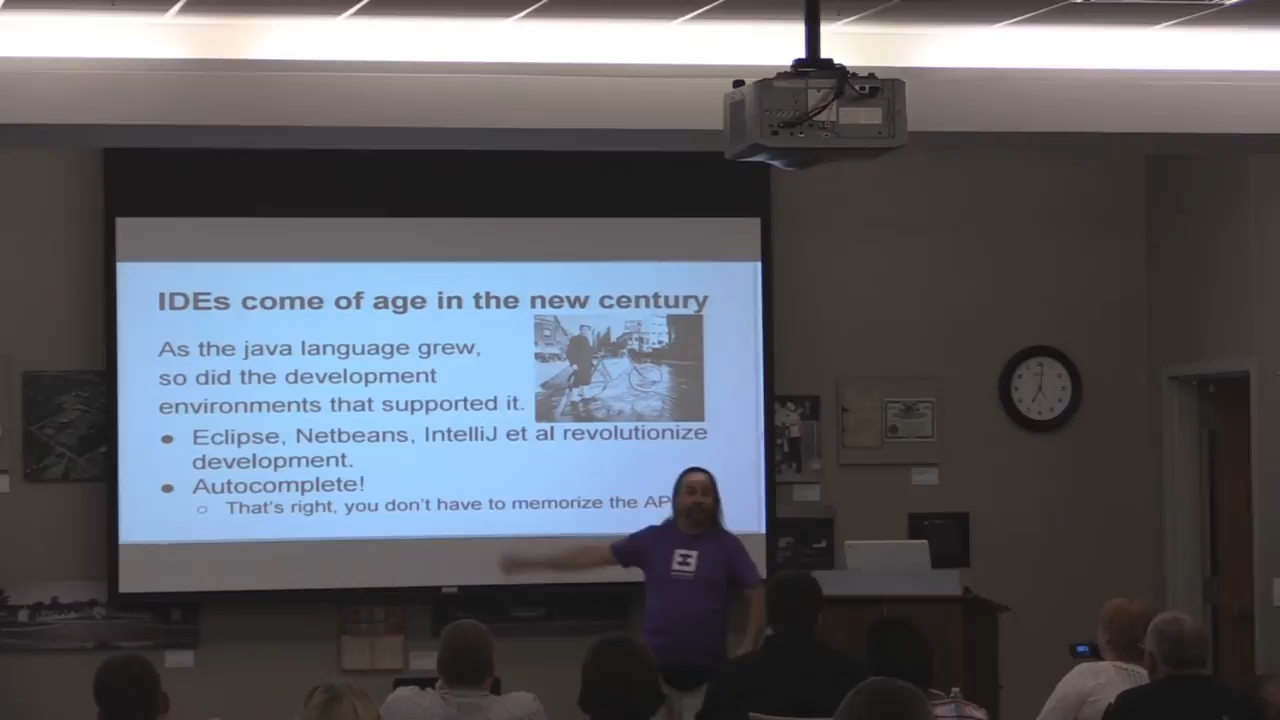 IDEs come of age in the new century
As the java language grew,
so did the development
environments that supported it.
● Eclipse, Netbeans, IntelliJ et al revolutionize
development.
● Autocomplete!
○ That's right, you don't have to memorize the AP